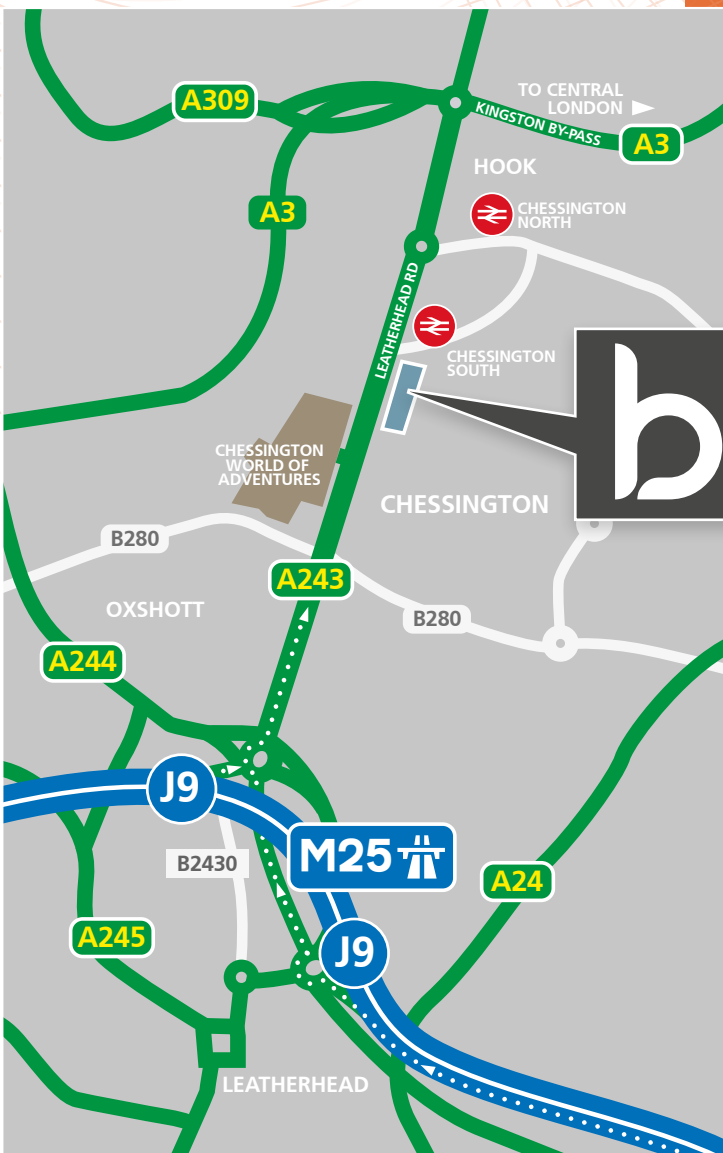 A309
TO CENTRAL
LONDON
KINGSTON BY-PASS
A3
HOOK
A3
CHESSINGTON
NORTH
LEATHERHEAD RD
CHESSINGTON
SOUTH
b
CHESSINGTON
WORLD OF
ADVENTURES
CHESSINGTON
B280
A243
OXSHOTT
B280
A244
J9
M25
B2430
A24
A245
J9
LEATHERHEAD